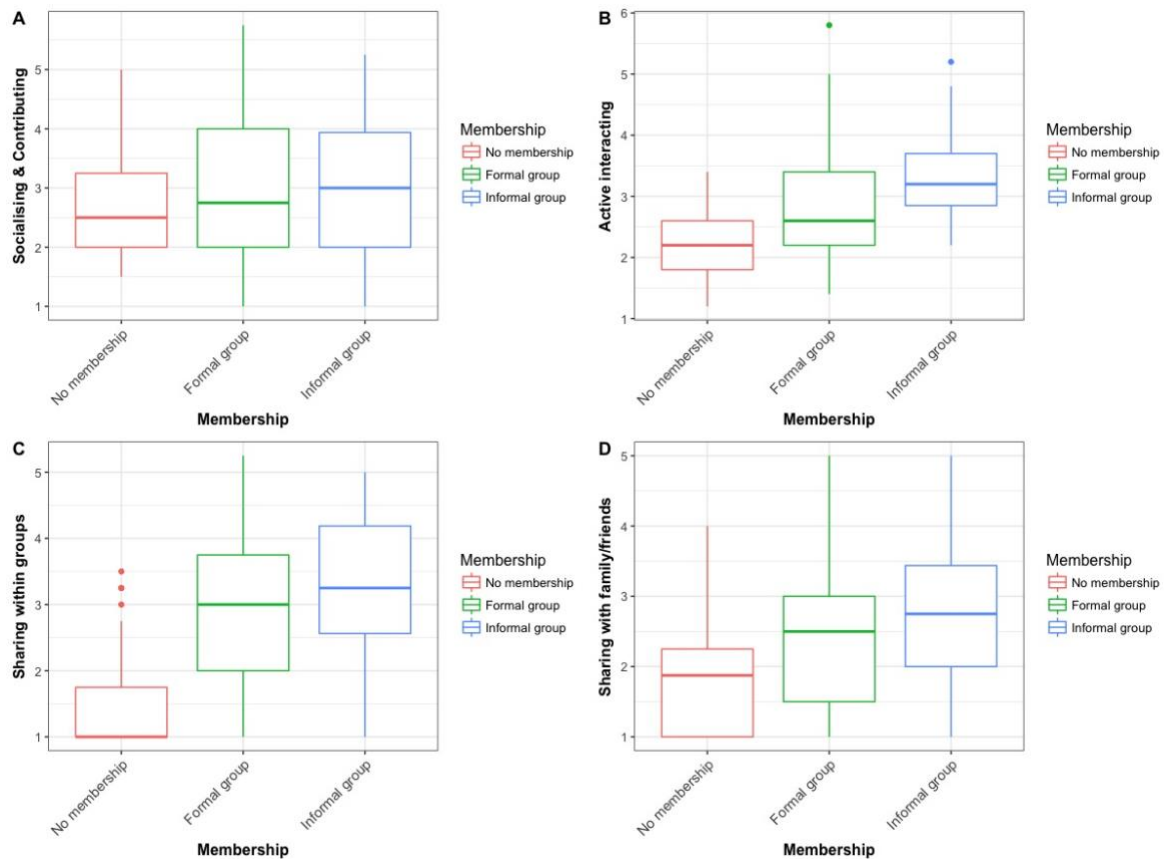 A
Socialising & Contributing
5
4
3
2
1
No membership
Formal group
Informal group
Membership
Membership
No membership
Formal group
Informal group
B
Active interacting
6
5
4
3
2
1
No membership
Formal group
Informal group
Membership
Membership
No membership
Formal group
Informal group
C
Sharing within groups
5
4
3
2
1
No membership
Formal group
Informal group
Membership
Membership
No membership
Formal group
Informal group
D
Sharing with family/friends
5
4
3
2
1
No membership
Formal group
Informal group
Membership
Membership
No membership
Formal group
Informal group